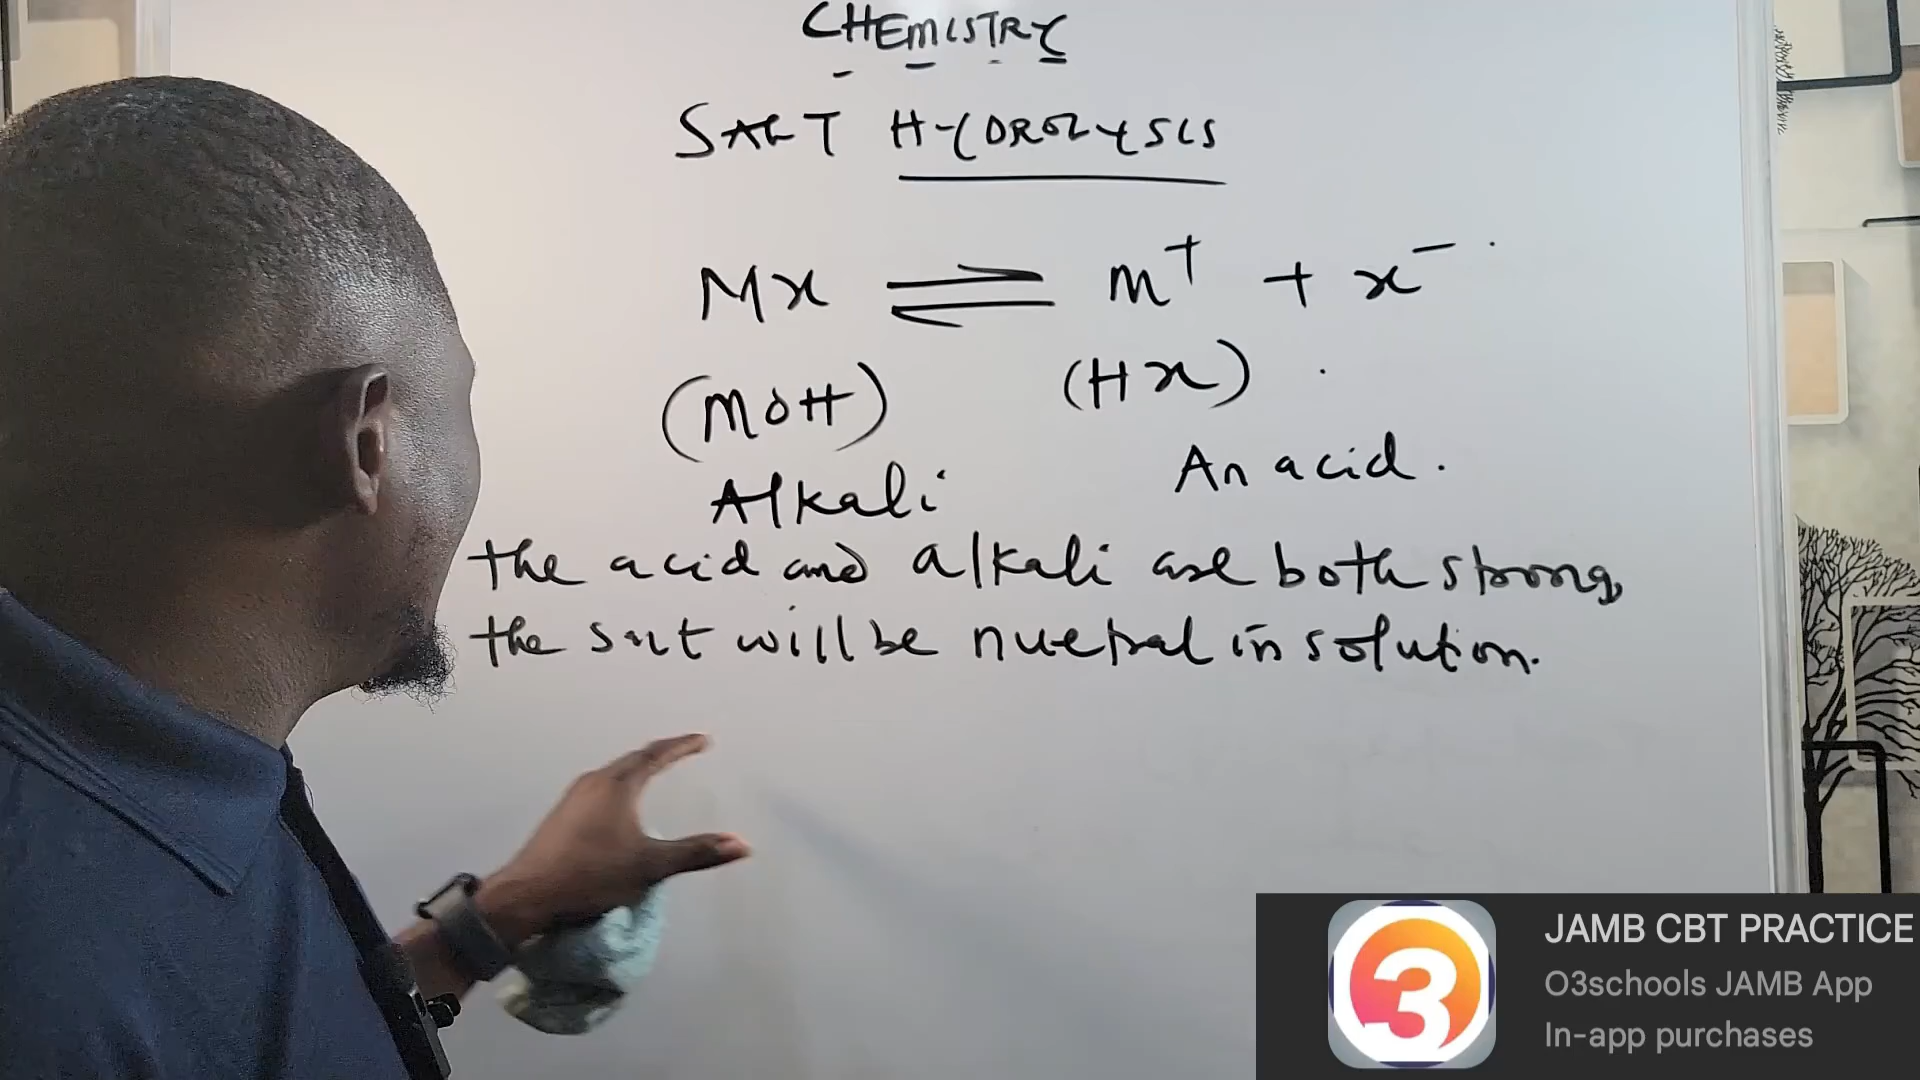 CHEMISTRY
SALT HYDROLYSIS
Mx ⇌ M⁺ + x⁻
(MOH) (Hx)
Alkali An acid.
the acid and alkali are both strong,
the salt will be nuetral in solution.
JAMB CBT PRACTICE
O3schools JAMB App
In-app purchases
3